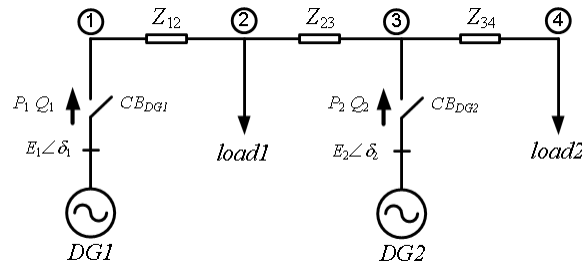 1 Z12 2 Z23 3 Z34 4
P1 Q1 CBDG1 P2 Q2 CBDG2
E1∠δ1 load1 E2∠δ2 load2
DG1 DG2